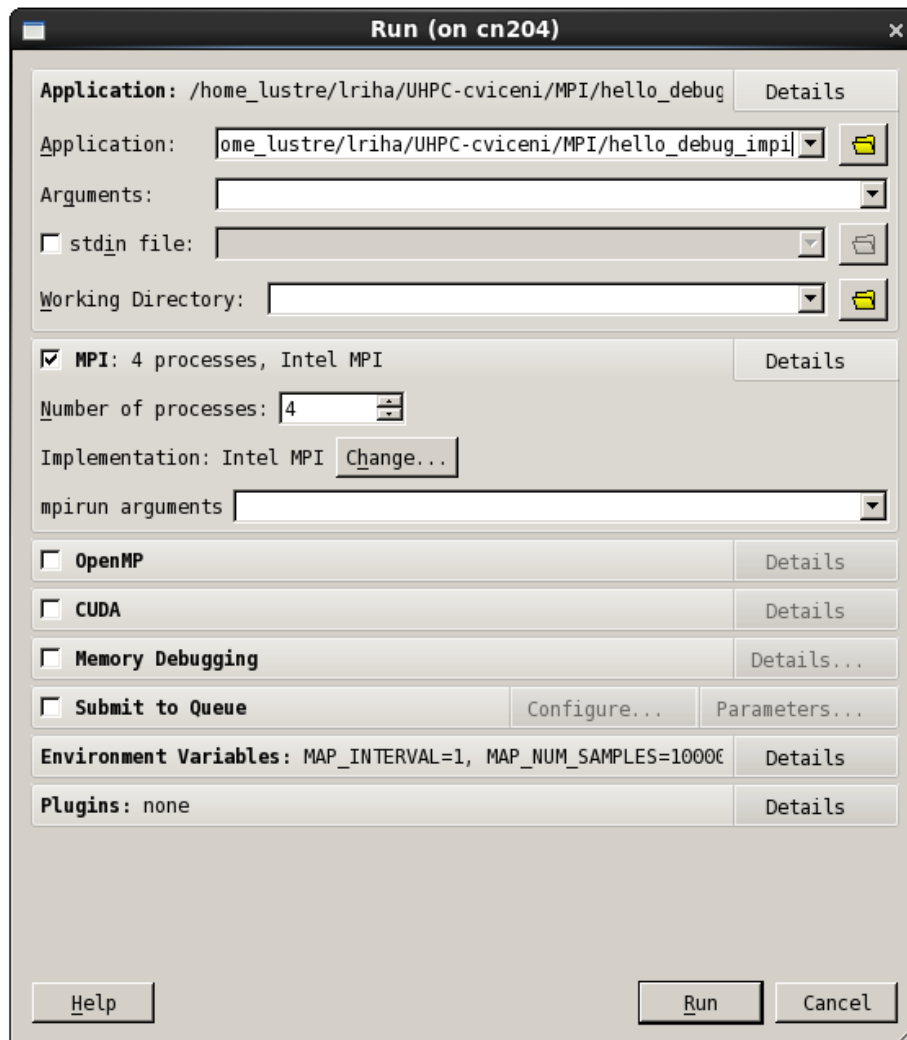 Run (on cn204)
Application: /home_lustre/lriha/UHPC-cviceni/MPI/hello_debug Details
Application: ome_lustre/lriha/UHPC-cviceni/MPI/hello_debug_impi
Arguments:
stdin file:
Working Directory:
MPI: 4 processes, Intel MPI Details
Number of processes: 4
Implementation: Intel MPI Change...
mpirun arguments
OpenMP Details
CUDA Details
Memory Debugging Details...
Submit to Queue Configure... Parameters...
Environment Variables: MAP_INTERVAL=1, MAP_NUM_SAMPLES=10000 Details
Plugins: none Details
Help Run Cancel